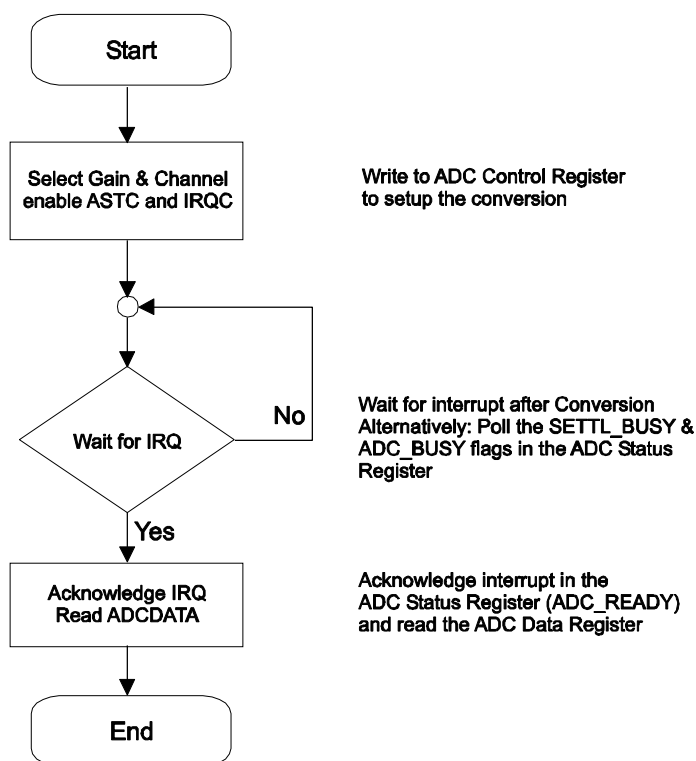 Start
Select Gain & Channel
enable ASTC and IRQC
Write to ADC Control Register
to setup the conversion
Wait for IRQ
No
Wait for interrupt after Conversion
Alternatively: Poll the SETTL_BUSY &
ADC_BUSY flags in the ADC Status
Register
Yes
Acknowledge IRQ
Read ADCDATA
Acknowledge interrupt in the
ADC Status Register (ADC_READY)
and read the ADC Data Register
End